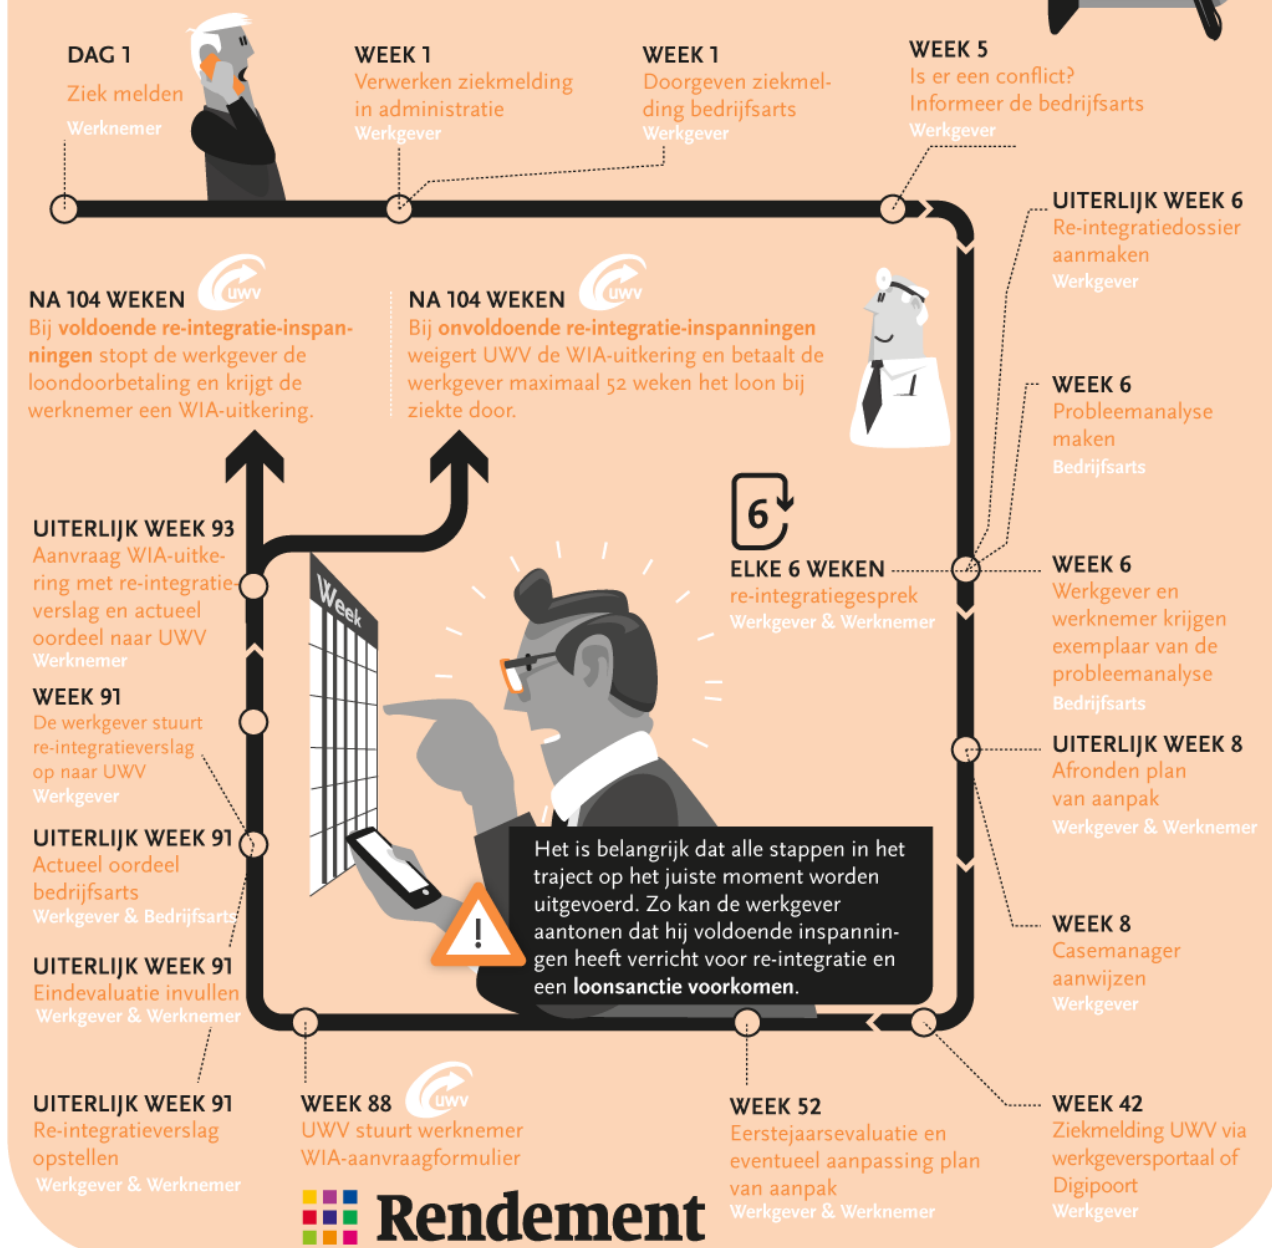 DAG 1
Ziek melden
Werknemer
WEEK 1
Verwerken ziekmelding
in administratie
Werkgever
WEEK 1
Doorgeven ziekmel-
ding bedrijfsarts
Werkgever
WEEK 5
Is er een conflict?
Informeer de bedrijfsarts
Werkgever
UITERLIJK WEEK 6
Re-integratiedossier
aanmaken
Werkgever
WEEK 6
Probleemanalyse
maken
Bedrijfsarts
ELKE 6 WEKEN
re-integratiegesprek
Werkgever & Werknemer
6
WEEK 6
Werkgever en
werknemer krijgen
exemplaar van de
probleemanalyse
Bedrijfsarts
UITERLIJK WEEK 8
Afronden plan
van aanpak
Werkgever & Werknemer
WEEK 8
Casemanager
aanwijzen
Werkgever
WEEK 42
Ziekmelding UWV via
werkgeversportaal of
Digipoort
Werkgever
WEEK 52
Eerstejaarsevaluatie en
eventueel aanpassing plan
van aanpak
Werkgever & Werknemer
WEEK 88
UWV
UWV stuurt werknemer
WIA-aanvraagformulier
UITERLIJK WEEK 91
Re-integratieverslag
opstellen
Werkgever & Werknemer
UITERLIJK WEEK 91
Eindevaluatie invullen
Werkgever & Werknemer
UITERLIJK WEEK 91
Actueel oordeel
bedrijfsarts
Werkgever & Bedrijfsarts
WEEK 91
De werkgever stuurt
re-integratieverslag
op naar UWV
Werkgever
UITERLIJK WEEK 93
Aanvraag WIA-uitke-
ring met re-integratie-
verslag en actueel
oordeel naar UWV
Werknemer
NA 104 WEKEN
UWV
Bij voldoende re-integratie-inspan-
ningen stopt de werkgever de
loondoorbetaling en krijgt de
werknemer een WIA-uitkering.
NA 104 WEKEN
UWV
Bij onvoldoende re-integratie-inspanningen
weigert UWV de WIA-uitkering en betaalt de
werkgever maximaal 52 weken het loon bij
ziekte door.
Week
!
Het is belangrijk dat alle stappen in het
traject op het juiste moment worden
uitgevoerd. Zo kan de werkgever
aantonen dat hij voldoende inspannin-
gen heeft verricht voor re-integratie en
een loonsanctie voorkomen.
Rendement